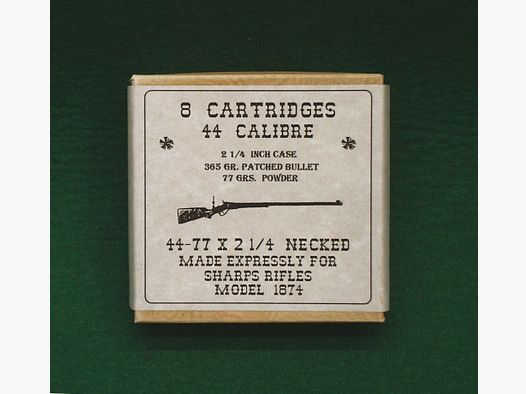 8 CARTRIDGES
44 CALIBRE
2 1/4 INCH CASE
365 GR. PATCHED BULLET
77 GRS. POWDER
44-77 X 2 1/4 NECKED
MADE EXPRESSLY FOR
SHARPS RIFLES
MODEL 1874